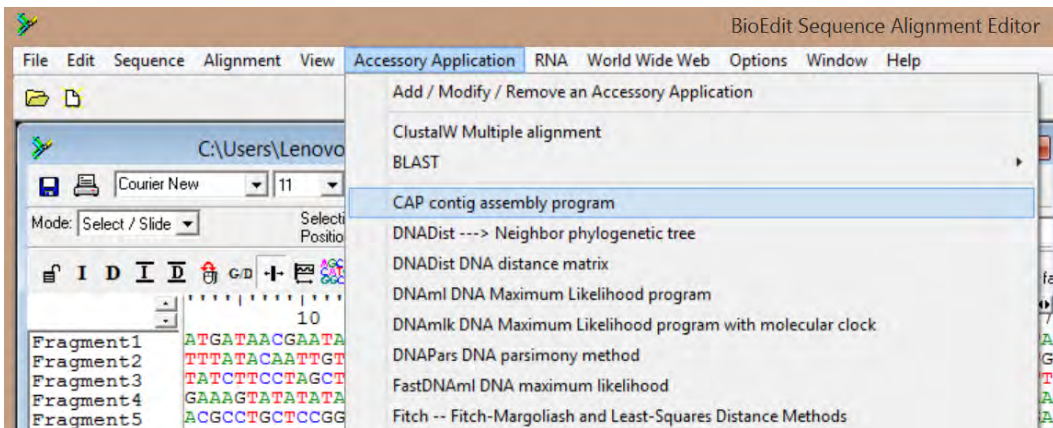 BioEdit Sequence Alignment Editor
File Edit Sequence Alignment View Accessory Application RNA World Wide Web Options Window Help
Add / Modify / Remove an Accessory Application
ClustalW Multiple alignment
C:\Users\Lenovo
BLAST
Courier New 11
CAP contig assembly program
Mode: Select / Slide
Selecti
Positio
DNADist ---> Neighbor phylogenetic tree
I D I D G/D
DNADist DNA distance matrix
DNAml DNA Maximum Likelihood program
10
DNAmlk DNA Maximum Likelihood program with molecular clock
Fragment1 ATGATAACGAATA
Fragment2 TTTATACAATTGT
DNAPars DNA parsimony method
Fragment3 TATCTTCCTAGCT
FastDNAml DNA maximum likelihood
Fragment4 GAAAGTATATATA
Fragment5 ACGCCTGCTCCGG
Fitch -- Fitch-Margoliash and Least-Squares Distance Methods